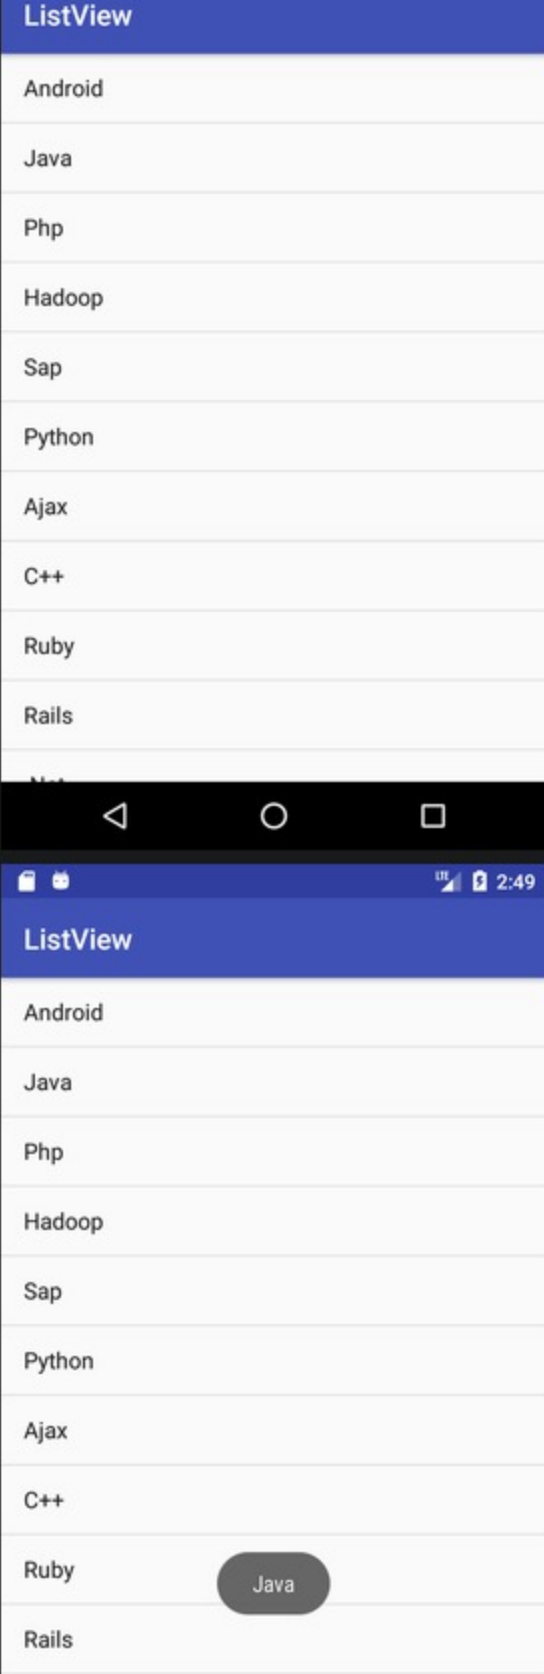 ListView
Android
Java
Php
Hadoop
Sap
Python
Ajax
C++
Ruby
Rails
LTE 2:49
ListView
Android
Java
Php
Hadoop
Sap
Python
Ajax
C++
Ruby
Java
Rails